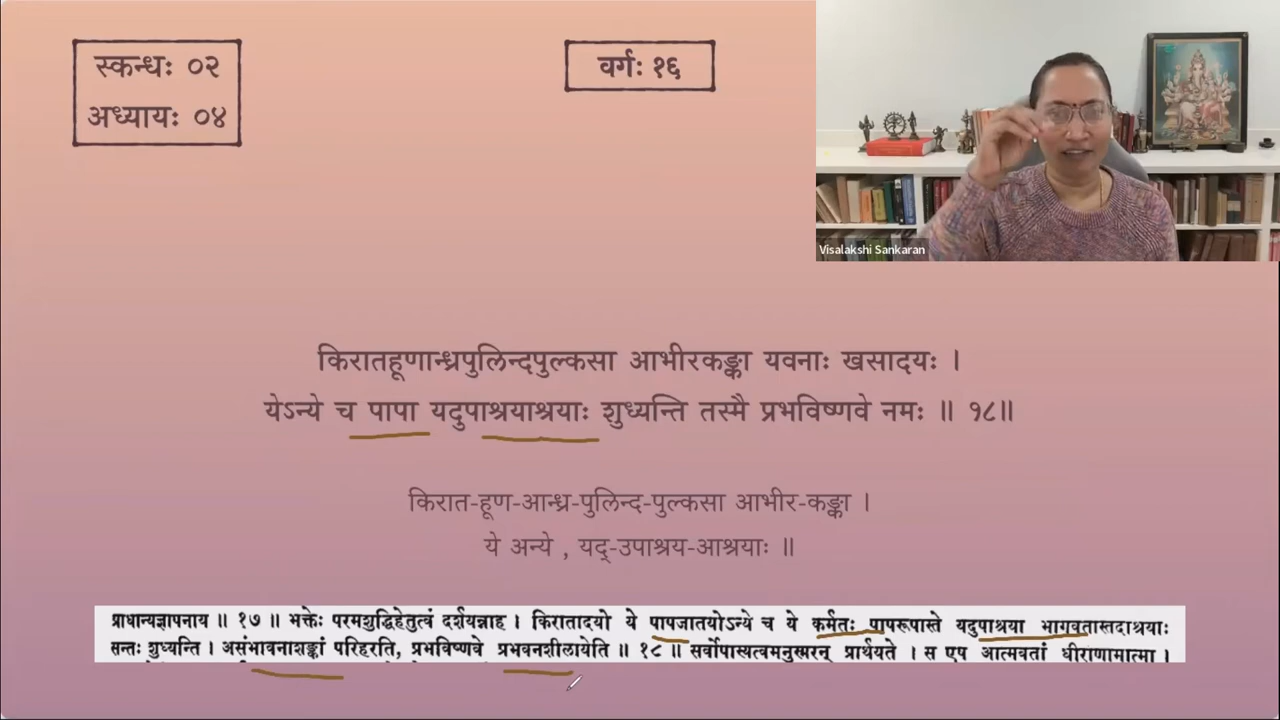 स्कन्धः ०२
अध्यायः ०४
वर्गः १६
Visalakshi Sankaran
किरातहूणान्ध्रपुलिन्दपुल्कसा आभीरकङ्का यवनाः खसादयः ।
येऽन्ये च पापा यदुपाश्रयाश्रयाः शुध्यन्ति तस्मै प्रभविष्णवे नमः ॥ १८॥
किरात-हूण-आन्ध्र-पुलिन्द-पुल्कसा आभीर-कङ्का ।
ये अन्ये , यद्-उपाश्रय-आश्रयाः ॥
प्राधान्यज्ञापनाय ॥ १७ ॥ भक्तेः परमशुद्धिहेतुत्वं दर्शयन्नाह । किरातादयो ये पापजातयोऽन्ये च ये कर्मतः पापरूपास्ते यदुपाश्रया भागवतास्तदाश्रयाः
सन्तः शुध्यन्ति । असंभावनाशङ्कां परिहरति, प्रभविष्णवे प्रभवनशीलायेति ॥ १८ ॥ सर्वोपास्यत्वमनुस्मरन् प्रार्थयते । स एष आत्मवतां धीराणामात्मा ।